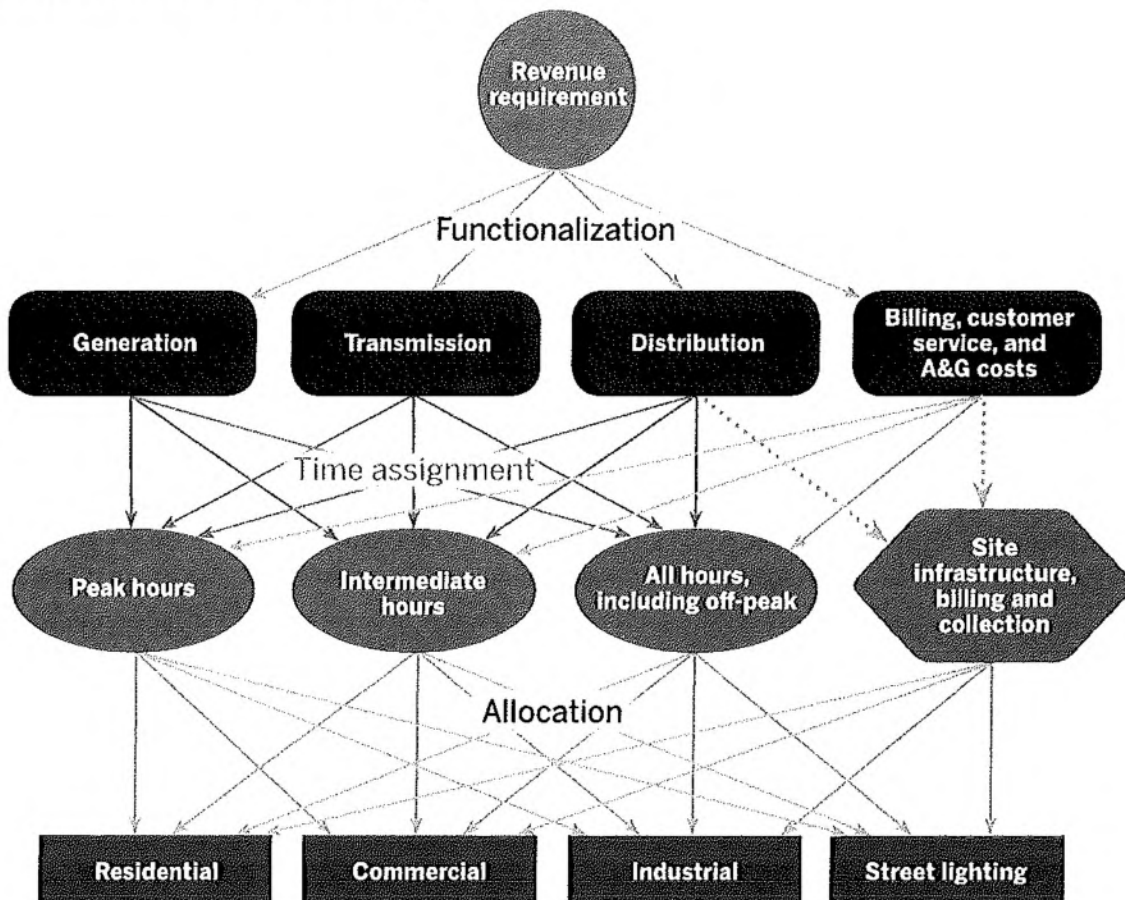 Revenue
requirement
Functionalization
Generation
Transmission
Distribution
Billing, customer
service, and
A&G costs
Time assignment
Peak hours
Intermediate
hours
All hours,
including off-peak
Site
infrastructure,
billing and
collection
Allocation
Residential
Commercial
Industrial
Street lighting